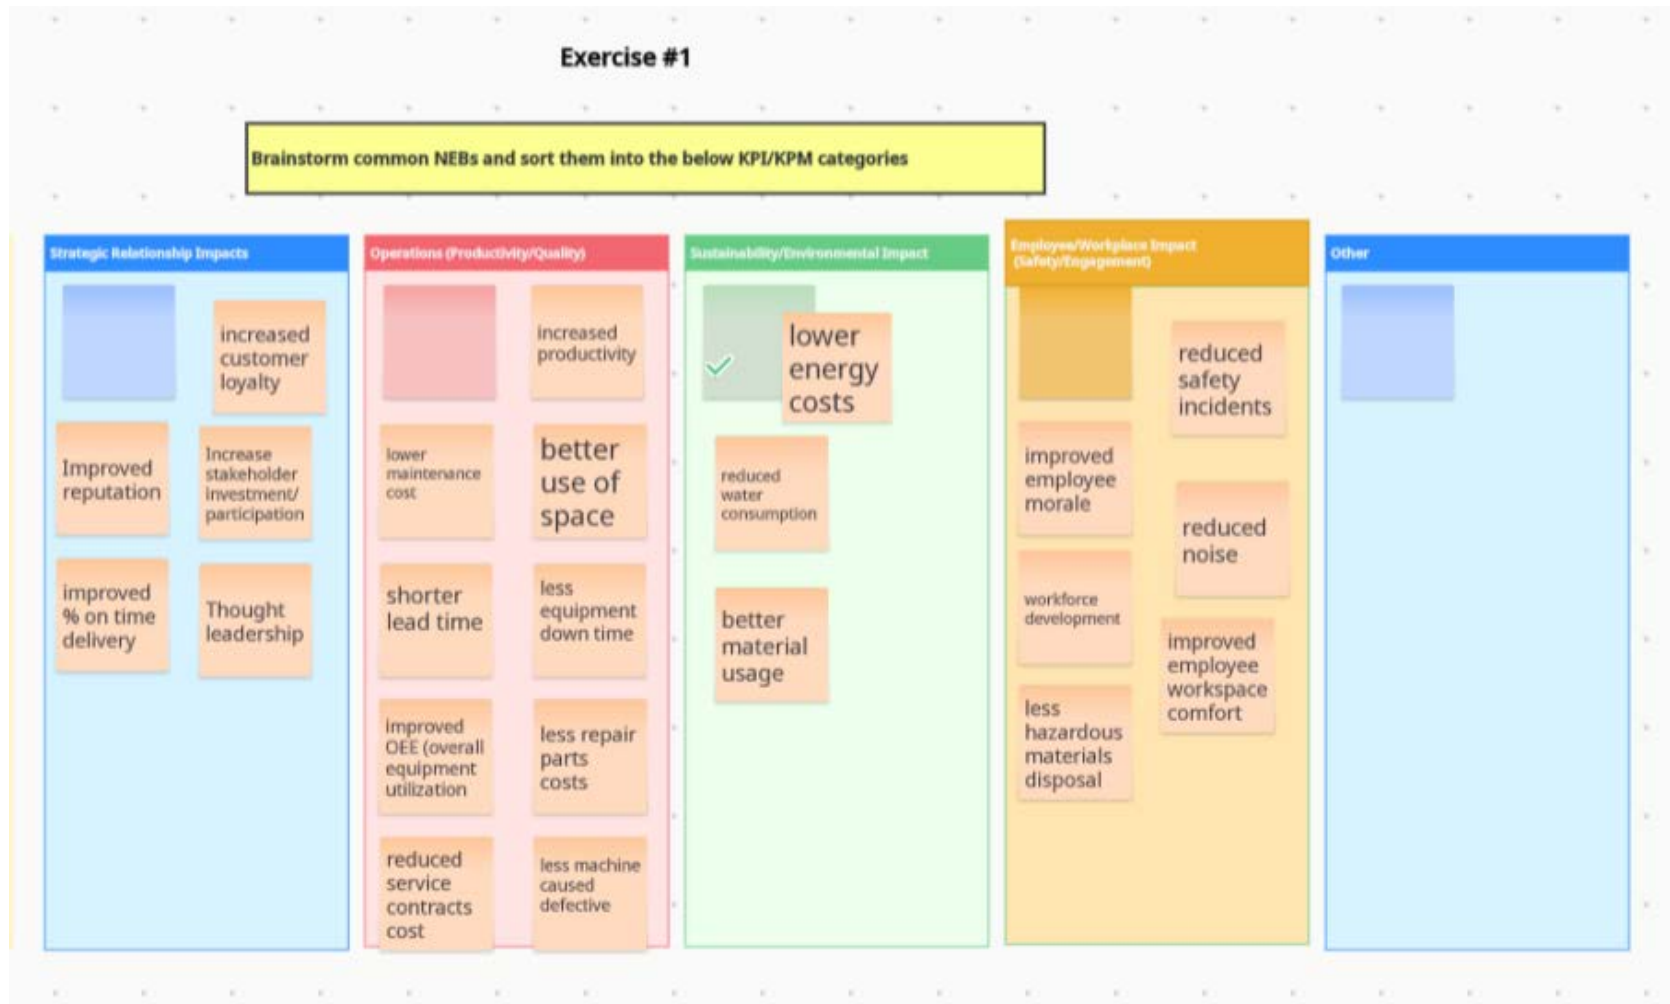 Exercise #1
Brainstorm common NEBs and sort them into the below KPI/KPM categories
Strategic Relationship Impacts
increased
customer
loyalty
Improved
reputation
Increase
stakeholder
investment/
participation
improved
% on time
delivery
Thought
leadership
Operations (Productivity/Quality)
increased
productivity
lower
maintenance
cost
better
use of
space
shorter
lead time
less
equipment
down time
improved
OEE (overall
equipment
utilization
less repair
parts
costs
reduced
service
contracts
cost
less machine
caused
defective
Sustainability/Environmental Impact
lower
energy
costs
reduced
water
consumption
better
material
usage
Employee/Workplace Impact
(Safety/Engagement)
reduced
safety
incidents
improved
employee
morale
reduced
noise
workforce
development
improved
employee
workspace
comfort
less
hazardous
materials
disposal
Other